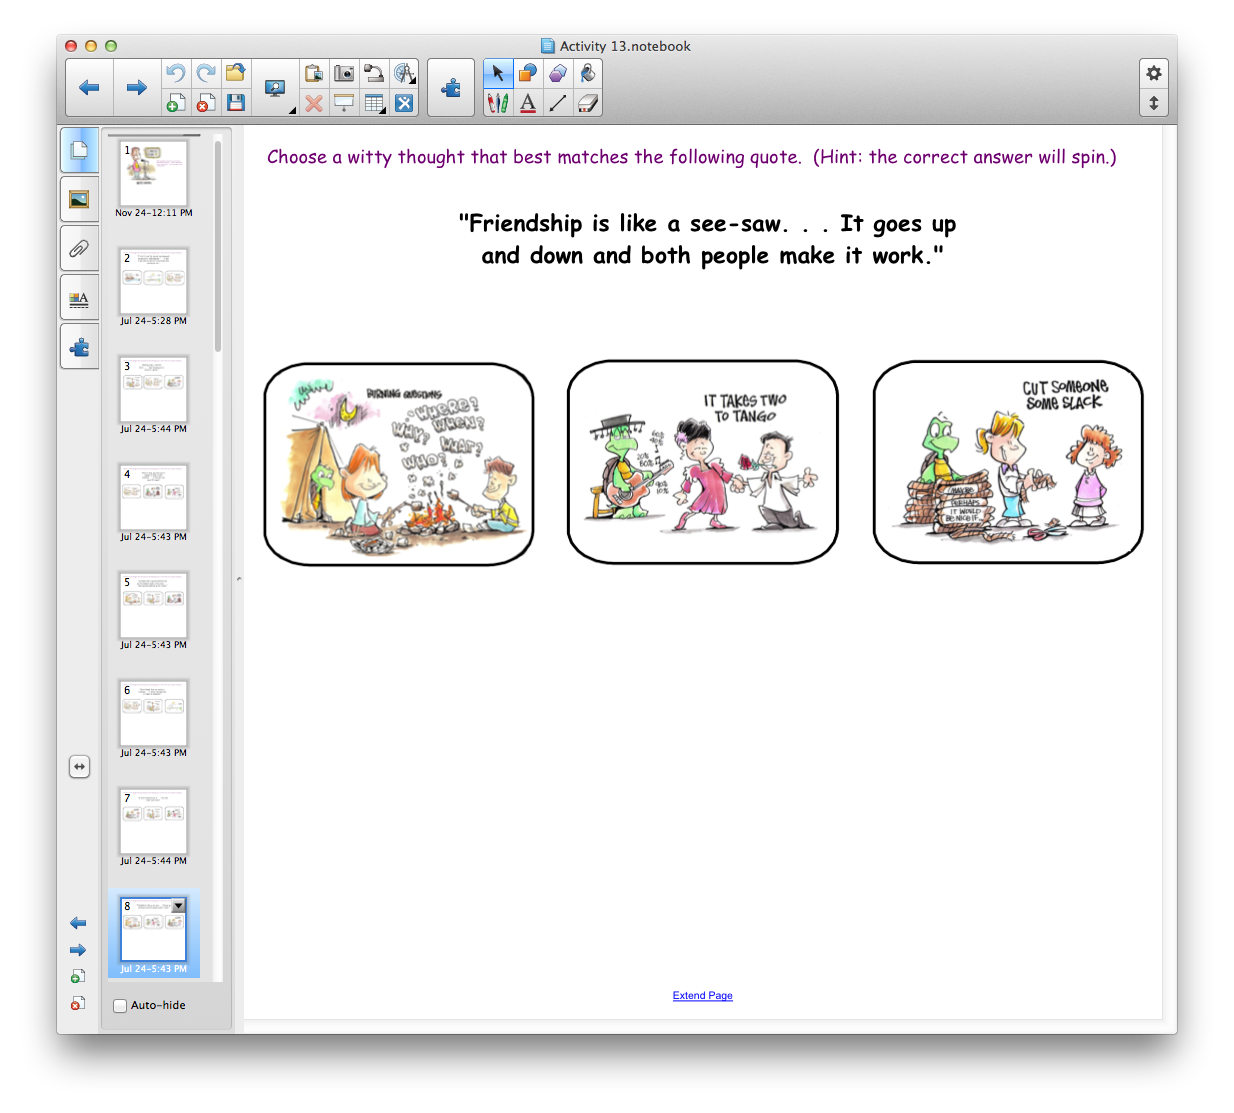 Activity 13.notebook
1
Nov 24-12:11 PM
2
Jul 24-5:28 PM
3
Jul 24-5:44 PM
4
Jul 24-5:43 PM
5
Jul 24-5:43 PM
6
Jul 24-5:43 PM
7
Jul 24-5:44 PM
8
Jul 24-5:43 PM
Auto-hide
Choose a witty thought that best matches the following quote. (Hint: the correct answer will spin.)
"Friendship is like a see-saw. . . It goes up
and down and both people make it work."
BURNING QUESTIONS
WHERE?
WHEN?
WHY?
WHAT?
WHO?
IT TAKES TWO
TO TANGO
CUT SOMEONE
SOME SLACK
MAYBE
PERHAPS
IT WOULD
BE NICE IF...
Extend Page